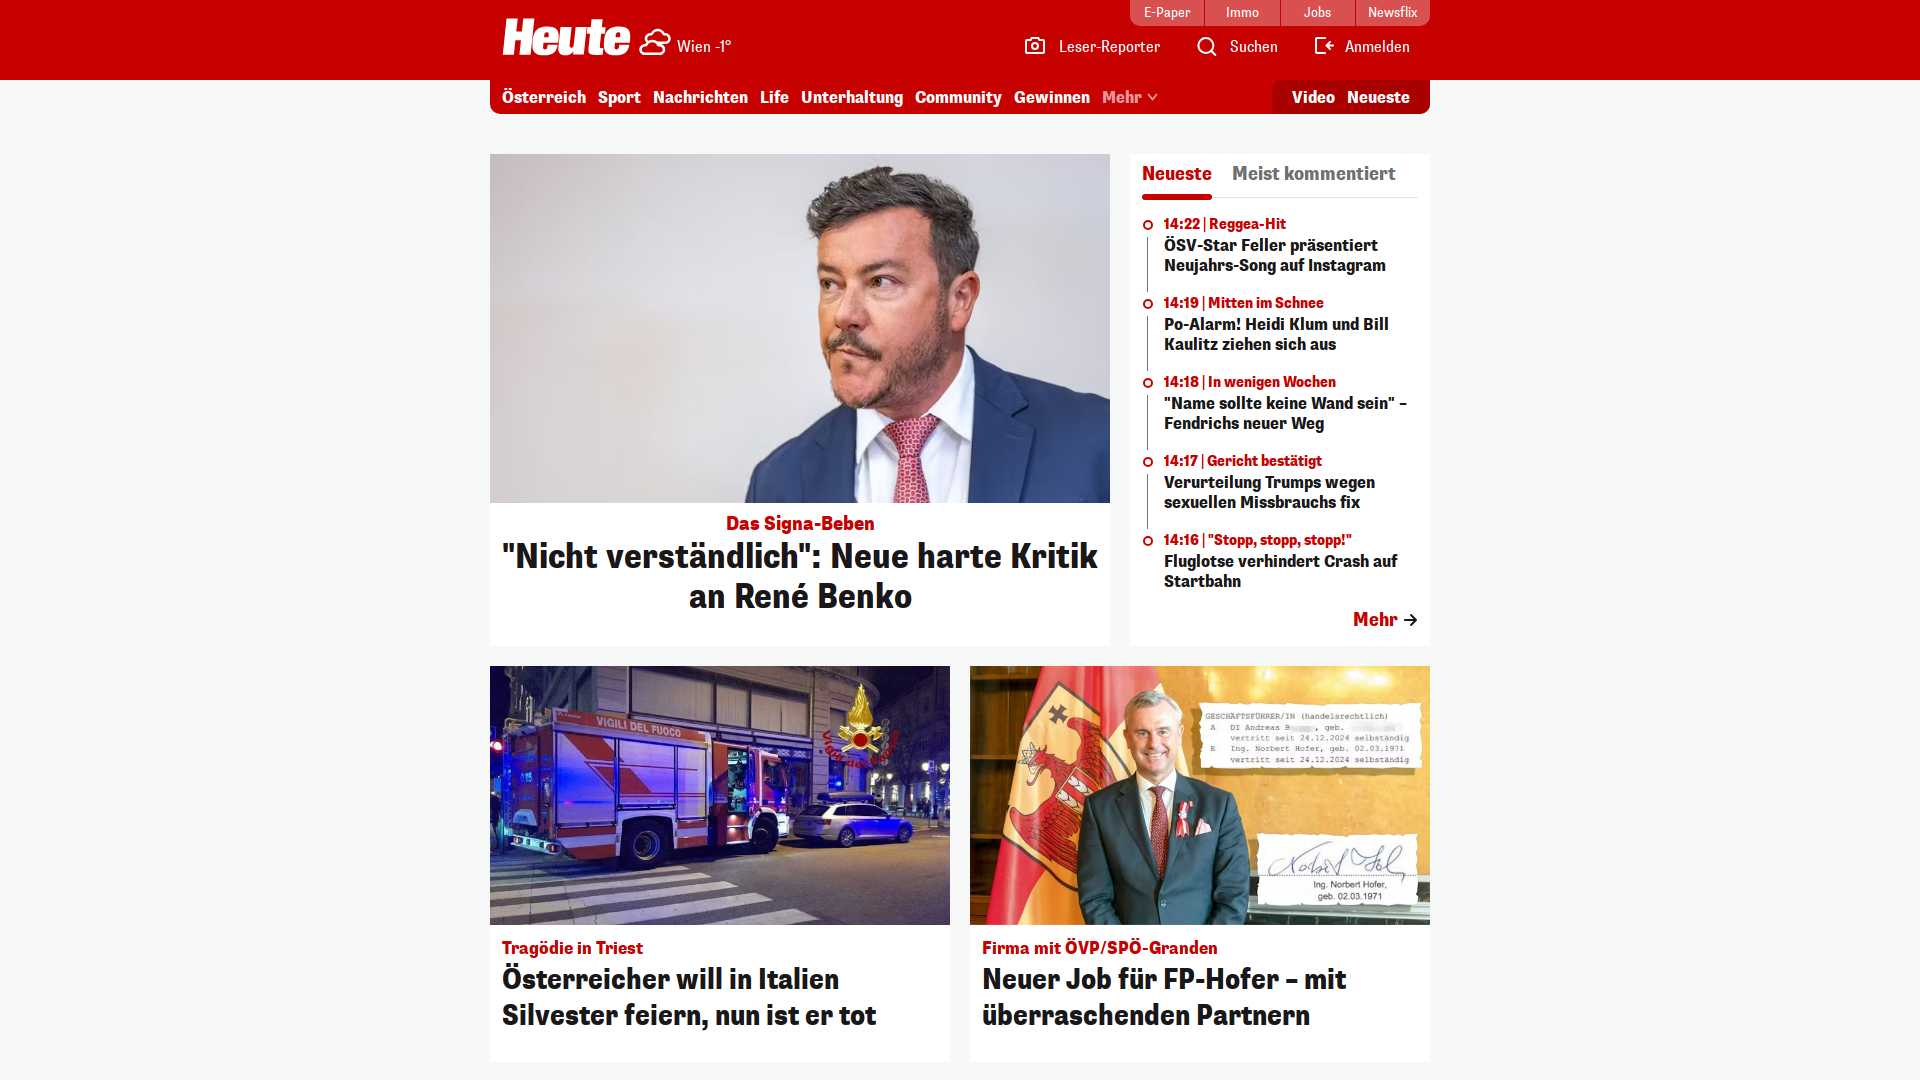 E-Paper
Immo
Jobs
Newsflix
Heute
Wien -1°
Leser-Reporter
Suchen
Anmelden
Österreich
Sport
Nachrichten
Life
Unterhaltung
Community
Gewinnen
Mehr
Video
Neueste
Das Signa-Beben
"Nicht verständlich": Neue harte Kritik
an René Benko
Neueste
Meist kommentiert
14:22 | Reggea-Hit
ÖSV-Star Feller präsentiert
Neujahrs-Song auf Instagram
14:19 | Mitten im Schnee
Po-Alarm! Heidi Klum und Bill
Kaulitz ziehen sich aus
14:18 | In wenigen Wochen
"Name sollte keine Wand sein" –
Fendrichs neuer Weg
14:17 | Gericht bestätigt
Verurteilung Trumps wegen
sexuellen Missbrauchs fix
14:16 | "Stopp, stopp, stopp!"
Fluglotse verhindert Crash auf
Startbahn
Mehr
VIGILI DEL FUOCO
Tragödie in Triest
Österreicher will in Italien
Silvester feiern, nun ist er tot
GESCHÄFTSFÜHRER/IN (handelsrechtlich)
A DI Andreas B , geb.
vertritt seit 24.12.2024 selbständig
E Ing. Norbert Hofer, geb. 02.03.1971
vertritt seit 24.12.2024 selbständig
Ing. Norbert Hofer,
geb. 02.03.1971
Firma mit ÖVP/SPÖ-Granden
Neuer Job für FP-Hofer – mit
überraschenden Partnern